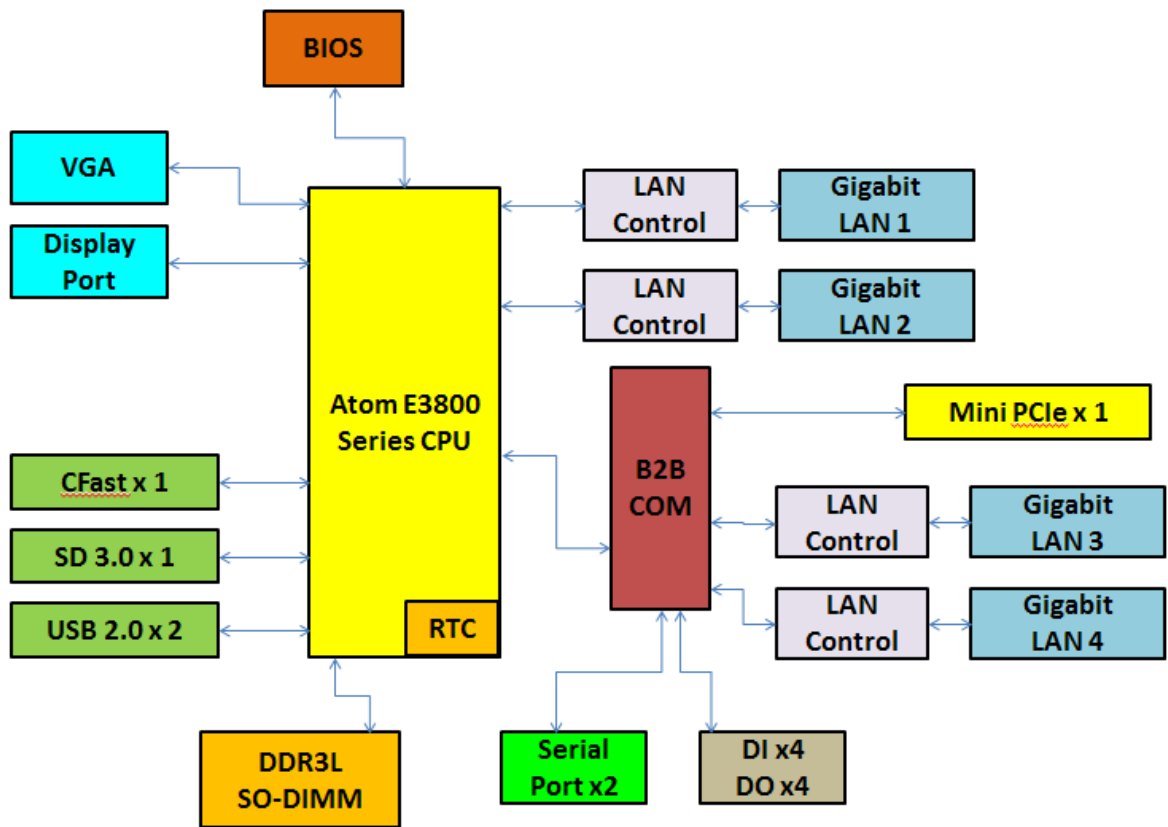 BIOS
VGA
Display
Port
LAN
Control
Gigabit
LAN 1
LAN
Control
Gigabit
LAN 2
Atom E3800
Series CPU
B2B
COM
Mini PCIe x 1
CFast x 1
SD 3.0 x 1
USB 2.0 x 2
RTC
LAN
Control
Gigabit
LAN 3
LAN
Control
Gigabit
LAN 4
DDR3L
SO-DIMM
Serial
Port x2
DI x4
DO x4